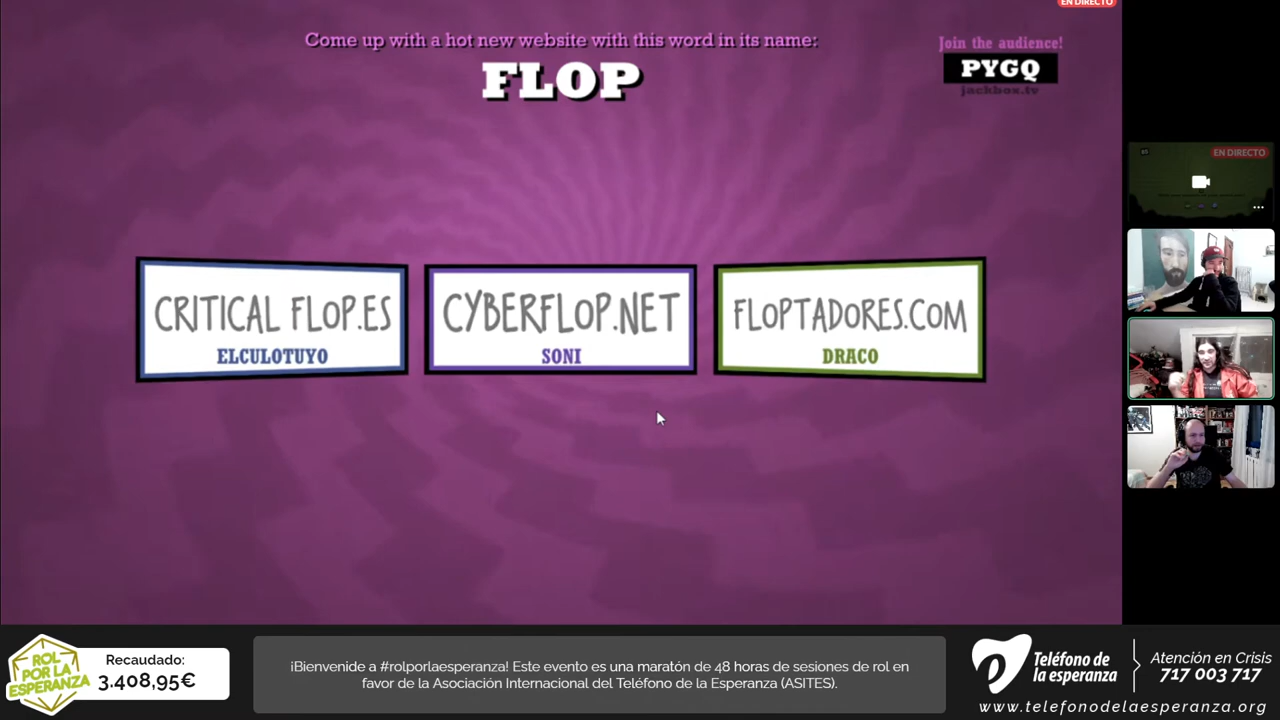 EN DIRECTO
Come up with a hot new website with this word in its name:
FLOP
Join the audience!
PYGQ
jackbox.tv
EN DIRECTO
CRITICAL FLOP.ES
ELCULOTUYO
CYBERFLOP.NET
SONI
FLOPTADORES.COM
DRACO
ROL
POR LA
ESPERANZA
Recaudado:
3.408,95€
¡Bienvenide a #rolporlaesperanza! Este evento es una maratón de 48 horas de sesiones de rol en
favor de la Asociación Internacional del Teléfono de la Esperanza (ASITES).
Teléfono de
la esperanza
Atención en Crisis
717 003 717
www.telefonodelaesperanza.org